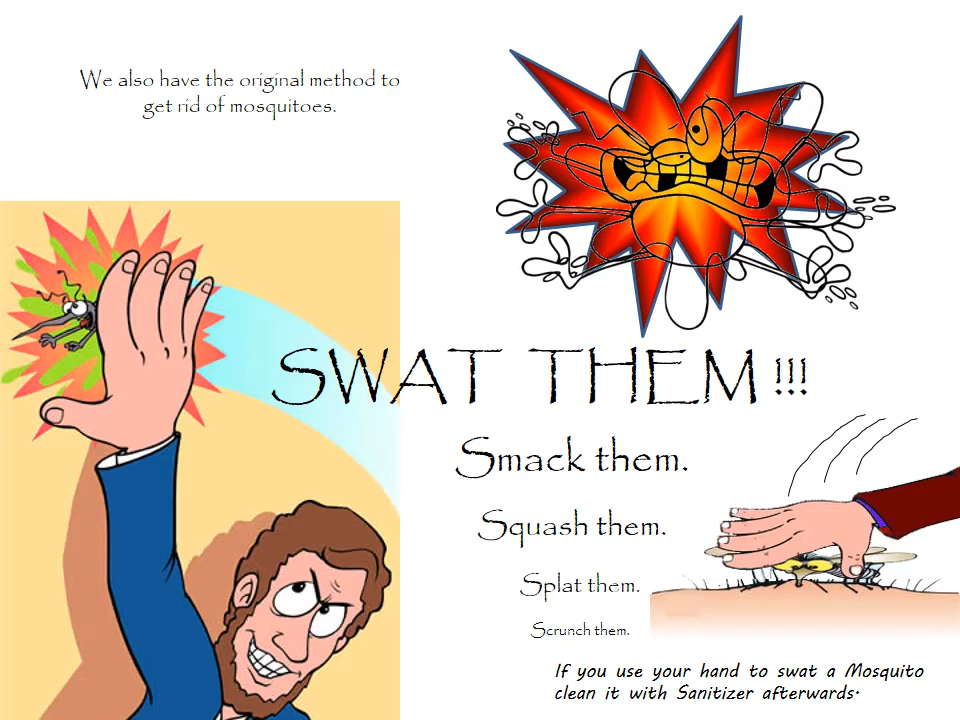 We also have the original method to
get rid of mosquitoes.
SWAT THEM !!!
Smack them.
Squash them.
Splat them.
Scrunch them.
If you use your hand to swat a Mosquito
clean it with Sanitizer afterwards.